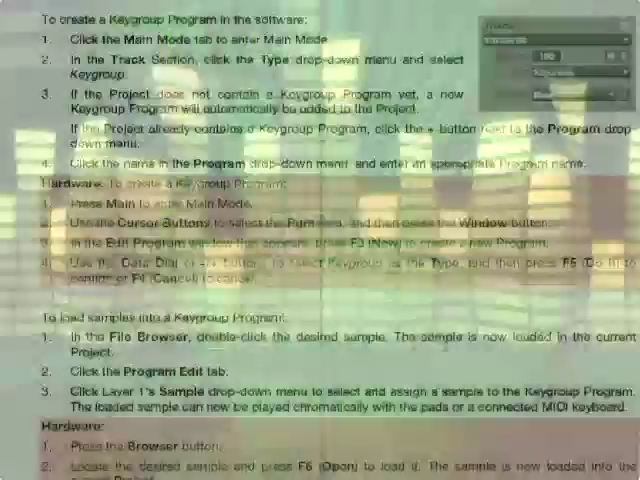 To create a Keygroup Program in the software:
1. Click the Main Mode tab to enter Main Mode
2. In the Track Section, click the Type drop-down menu and select
Keygroup.
3. If the Project does not contain a Keygroup Program yet, a new
Keygroup Program will automatically be added to the Project.
If the Project already contains a Keygroup Program, click the + button next to the Program drop-
down menu.
4. Click the name in the Program drop-down menu and enter an appropriate Program name.
Hardware: To create a Keygroup Program:
1. Press Main to enter Main Mode.
2. Use the Cursor Buttons to select the Pgm area, and then press the Window button.
3. In the Edit Program window that appears, press F3 (New) to create a new Program.
4. Use the Data Dial or -/+ buttons to select Keygroup as the Type, and then press F5 (Do It) to
confirm or F4 (Cancel) to cancel.
To load samples into a Keygroup Program:
1. In the File Browser, double-click the desired sample. The sample is now loaded in the current
Project.
2. Click the Program Edit tab.
3. Click Layer 1's Sample drop-down menu to select and assign a sample to the Keygroup Program.
The loaded sample can now be played chromatically with the pads or a connected MIDI keyboard.
Hardware:
1. Press the Browser button.
2. Locate the desired sample and press F6 (Open) to load it. The sample is now loaded into the